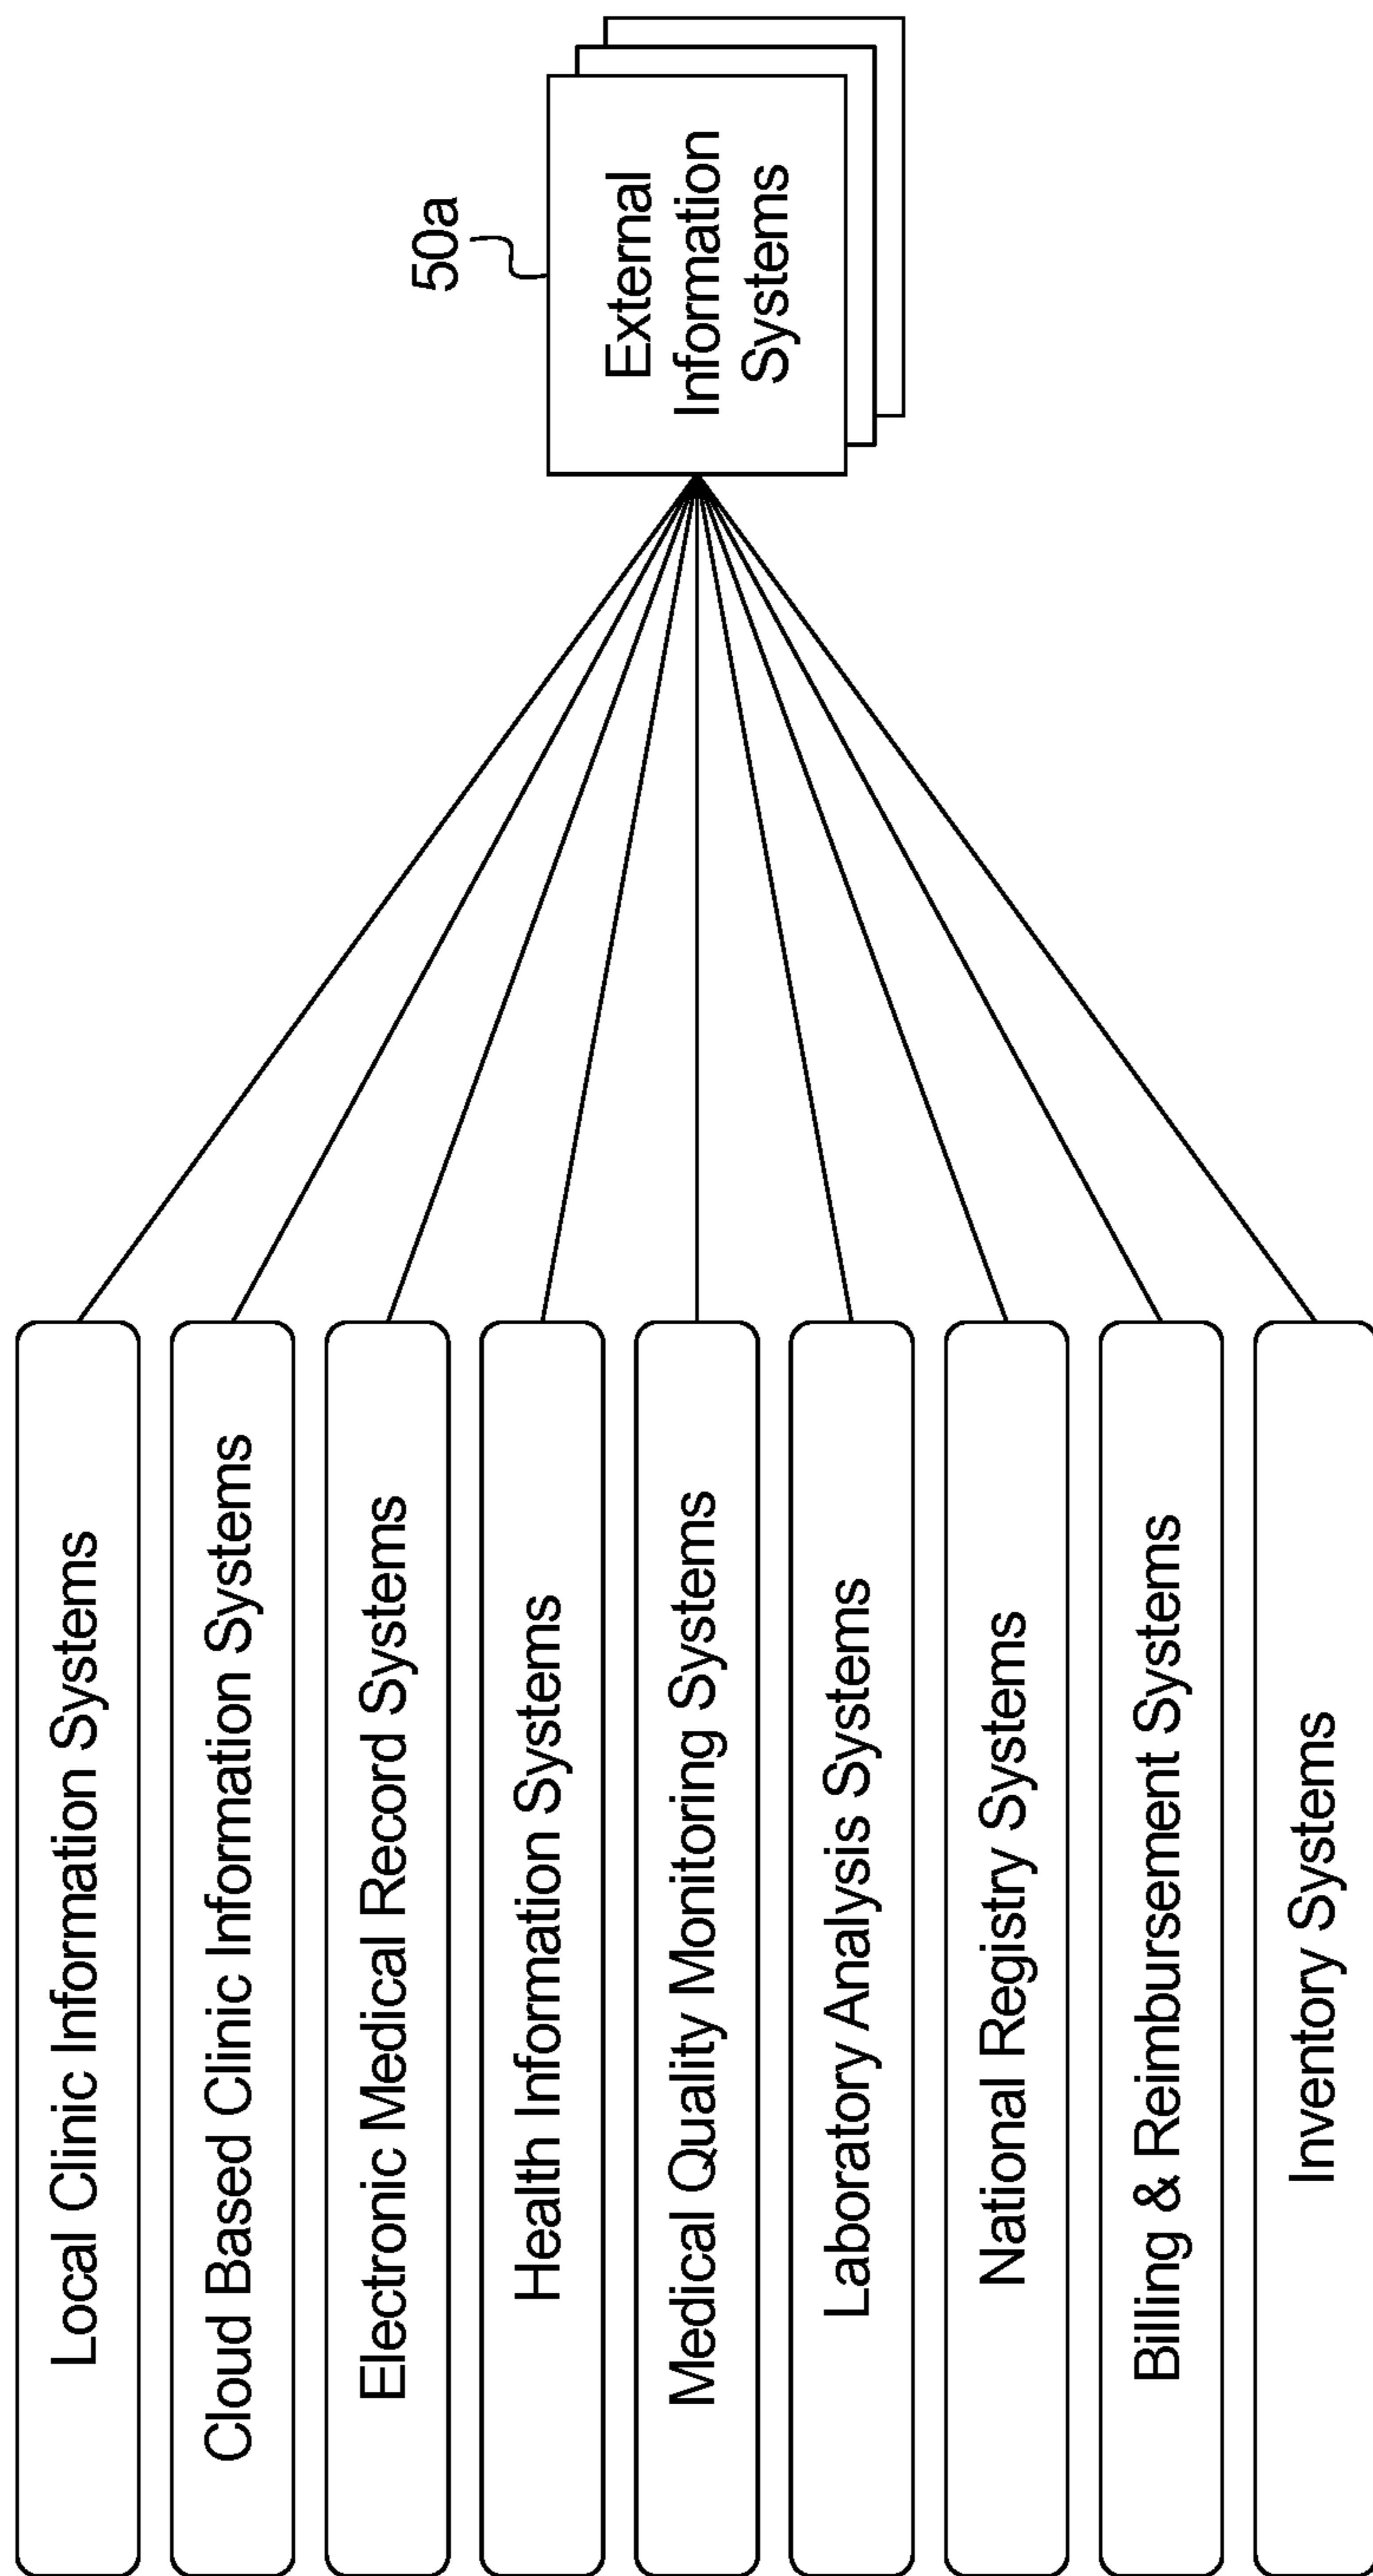 50a
External
Information
Systems
Local Clinic Information Systems
Cloud Based Clinic Information Systems
Electronic Medical Record Systems
Health Information Systems
Medical Quality Monitoring Systems
Laboratory Analysis Systems
National Registry Systems
Billing & Reimbursement Systems
Inventory Systems